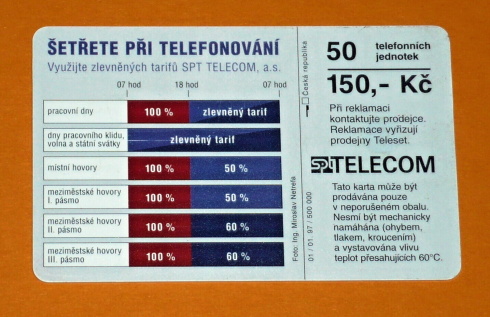 ŠETŘETE PŘI TELEFONOVÁNÍ
Využijte zlevněných tarifů SPT TELECOM, a.s.
07 hod 18 hod 07 hod
pracovní dny 100 % zlevněný tarif
dny pracovního klidu,
volna a státní svátky zlevněný tarif
místní hovory 100 % 50 %
meziměstské hovory
I. pásmo 100 % 50 %
meziměstské hovory
II. pásmo 100 % 60 %
meziměstské hovory
III. pásmo 100 % 60 %
Foto: Ing. Miroslav Netrefa
Česká republika
01 / 01. 97 / 500 000
50 telefonních
jednotek
150,- Kč
Při reklamaci
kontaktujte prodejce.
Reklamace vyřizují
prodejny Teleset.
SPT TELECOM
Tato karta může být
prodávána pouze
v neporušeném obalu.
Nesmí být mechanicky
namáhána (ohybem,
tlakem, kroucením)
a vystavována vlivu
teplot přesahujících 60°C.